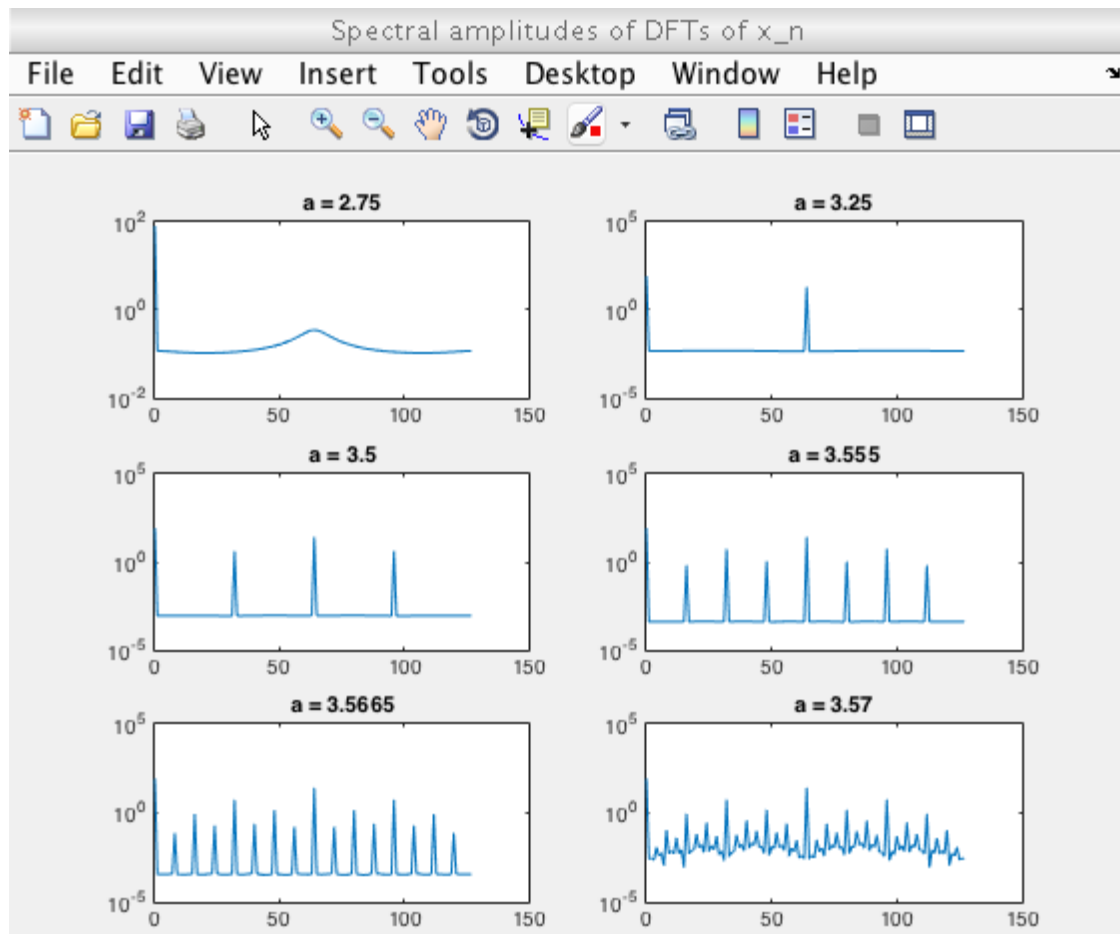 Spectral amplitudes of DFTs of x_n
File Edit View Insert Tools Desktop Window Help
a = 2.75
10^2
10^0
10^-2
0 50 100 150
a = 3.25
10^5
10^0
10^-5
0 50 100 150
a = 3.5
10^5
10^0
10^-5
0 50 100 150
a = 3.555
10^5
10^0
10^-5
0 50 100 150
a = 3.5665
10^5
10^0
10^-5
0 50 100 150
a = 3.57
10^5
10^0
10^-5
0 50 100 150